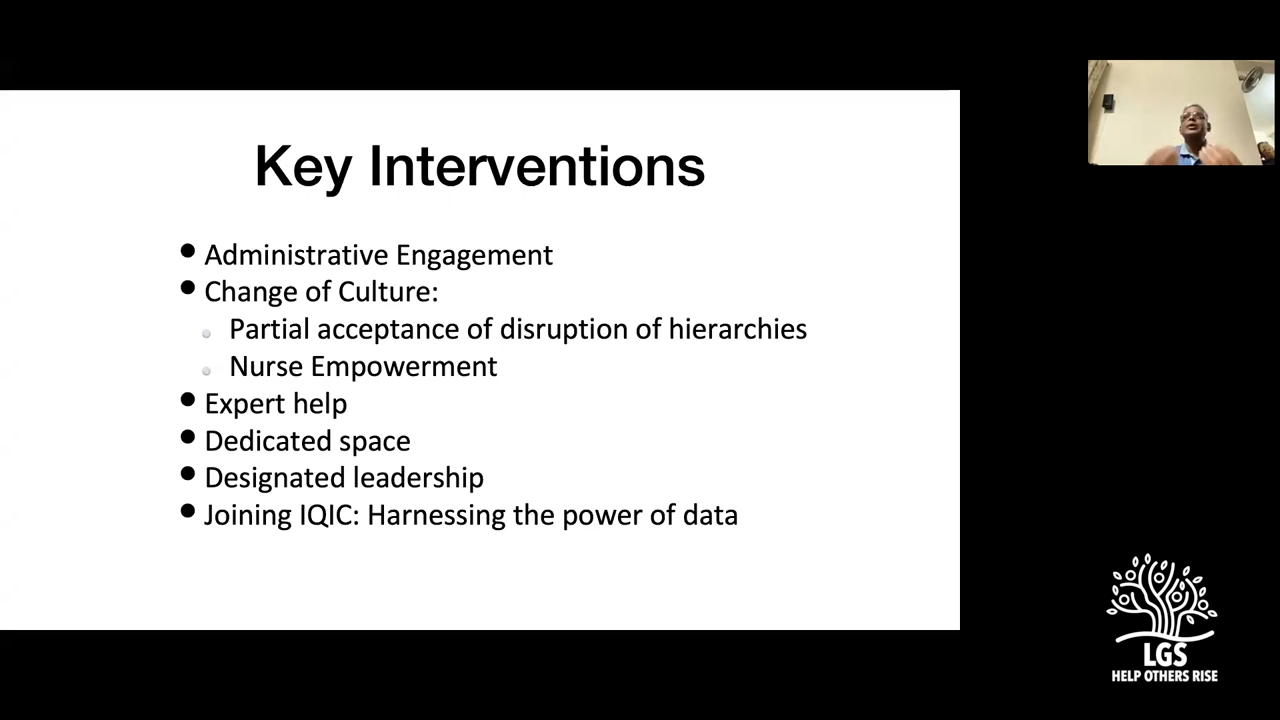 Key Interventions
Administrative Engagement
Change of Culture:
Partial acceptance of disruption of hierarchies
Nurse Empowerment
Expert help
Dedicated space
Designated leadership
Joining IQIC: Harnessing the power of data
LGS
HELP OTHERS RISE